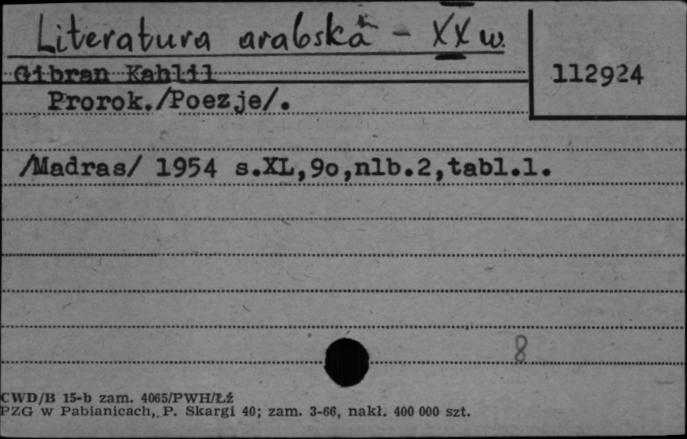 Literatura arabska - XX w.
Gibran Kahlil
112924
Prorok./Poezje/.
/Madras/ 1954 s.XL,9o,nlb.2,tabl.1.
8
CWD/B 15-b zam. 4065/PWH/Łź
PZG w Pabianicach, P. Skargi 40; zam. 3-66, nakł. 400 000 szt.